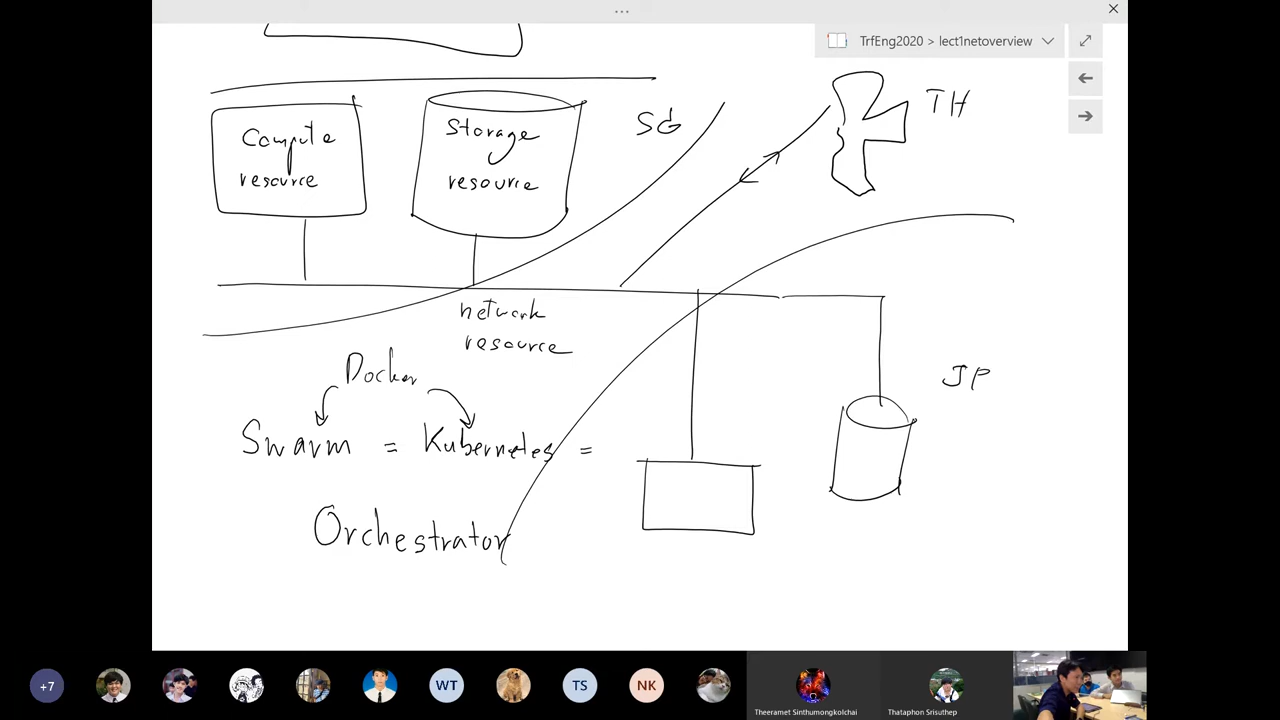 TrfEng2020 > lect1netoverview
Compute
resource
Storage
resource
SG
TH
network
resource
Docker
JP
Swarm = Kubernetes =
Orchestrator
+7
WT
TS
NK
Theeramet Sinthumongkolchai
Thataphon Srisuthep